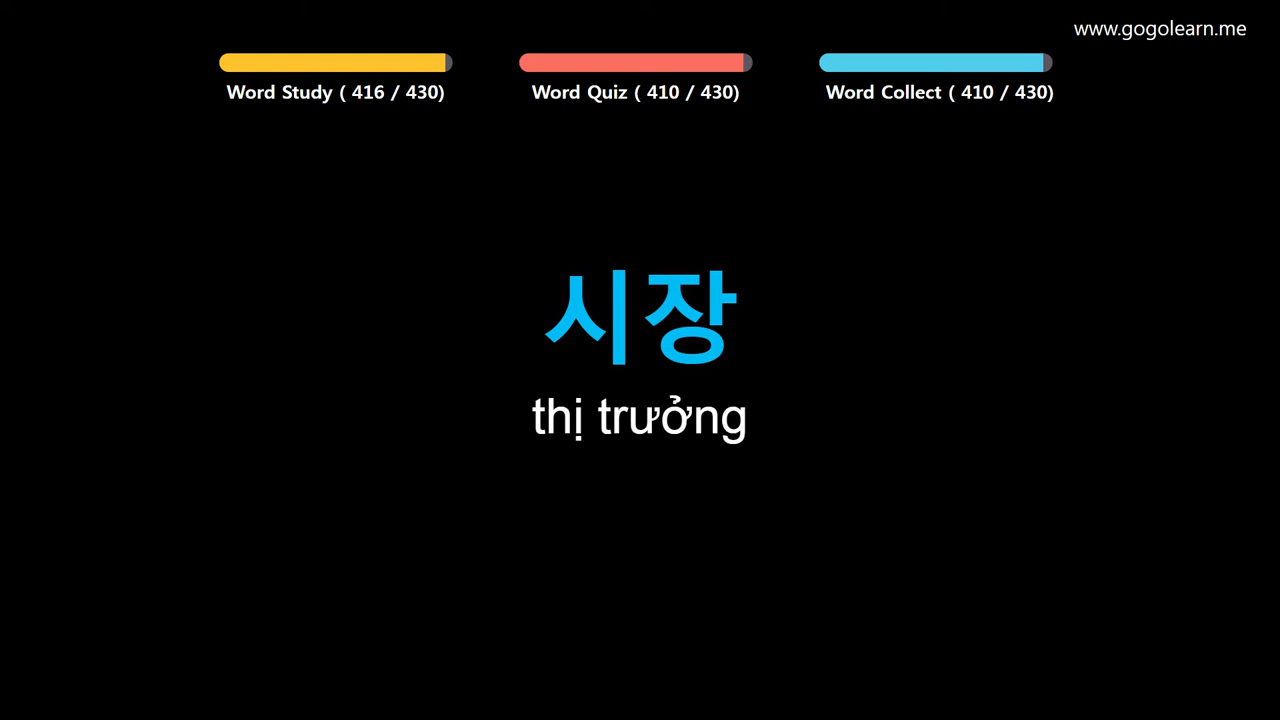 www.gogolearn.me
Word Study ( 416 / 430)
Word Quiz ( 410 / 430)
Word Collect ( 410 / 430)
시장
thị trưởng